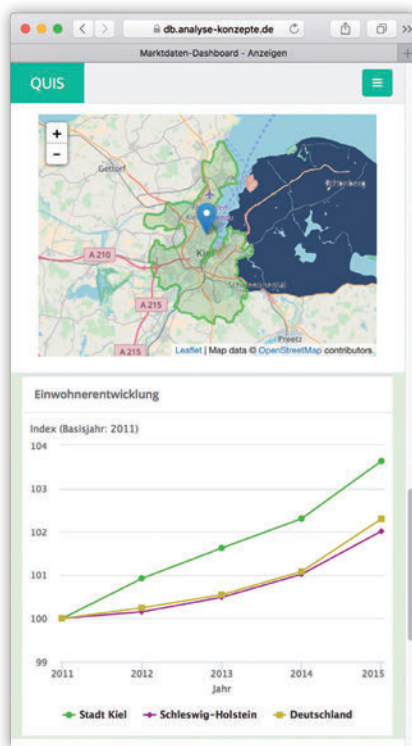 db.analyse-konzepte.de
Marktdaten-Dashboard - Anzeigen
+
QUIS
+
−
Gettorf
Kiel
A 210
A 215
A 215
Preetz
Leaflet | Map data © OpenStreetMap contributors.
Einwohnerentwicklung
Index (Basisjahr: 2011)
104
103
102
101
100
99
2011 2012 2013 2014 2015
Jahr
Stadt Kiel Schleswig-Holstein Deutschland